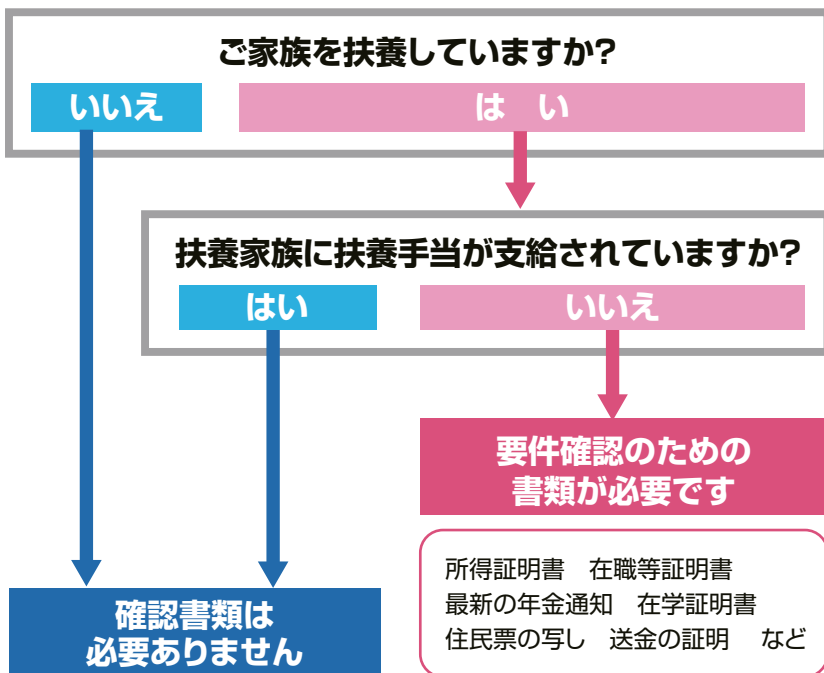 ご家族を扶養していますか?
いいえ
はい
扶養家族に扶養手当が支給されていますか?
はい
いいえ
要件確認のための
書類が必要です
所得証明書　在職等証明書
最新の年金通知　在学証明書
住民票の写し　送金の証明　など
確認書類は
必要ありません